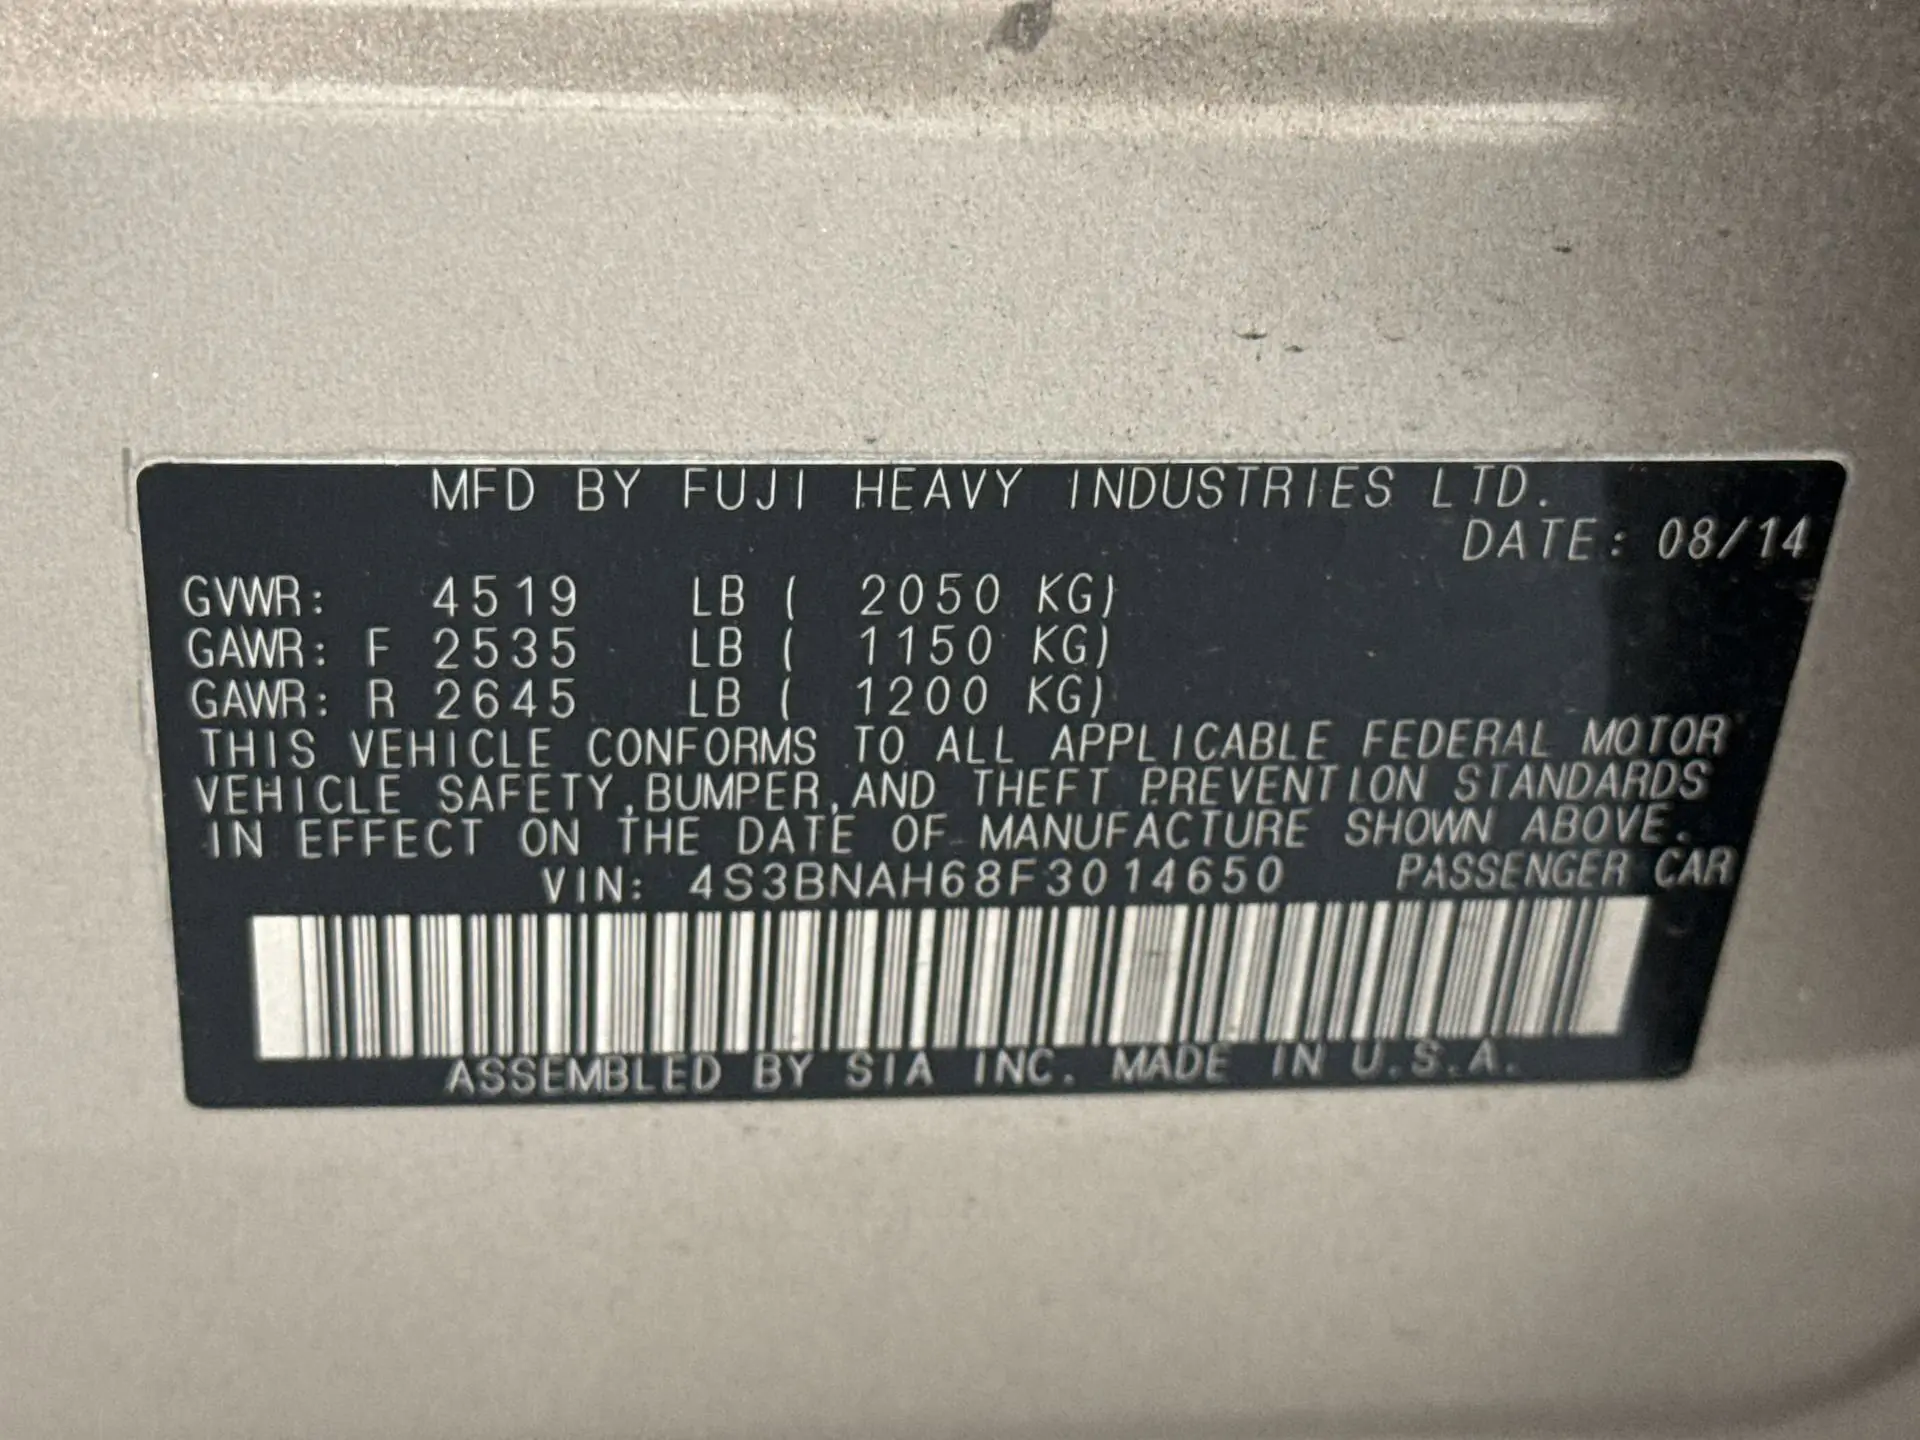 MFD BY FUJI HEAVY INDUSTRIES LTD.
DATE: 08/14
GVWR: 4519 LB ( 2050 KG)
GAWR: F 2535 LB ( 1150 KG)
GAWR: R 2645 LB ( 1200 KG)
THIS VEHICLE CONFORMS TO ALL APPLICABLE FEDERAL MOTOR
VEHICLE SAFETY,BUMPER,AND THEFT PREVENTION STANDARDS
IN EFFECT ON THE DATE OF MANUFACTURE SHOWN ABOVE.
VIN: 4S3BNAH68F3014650 PASSENGER CAR
ASSEMBLED BY SIA INC. MADE IN U.S.A.